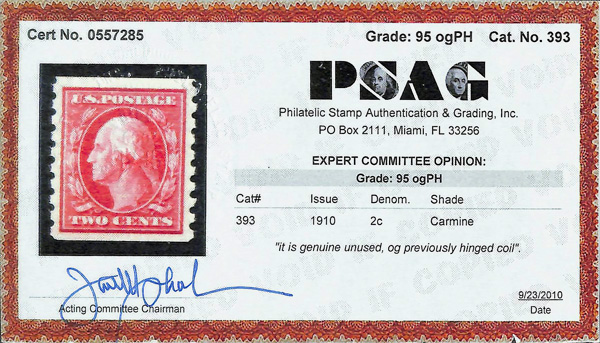 Cert No. 0557285
Grade: 95 ogPH Cat. No. 393
PSAG
Philatelic Stamp Authentication & Grading, Inc.
PO Box 2111, Miami, FL 33256
U.S. POSTAGE
TWO CENTS
EXPERT COMMITTEE OPINION:
Grade: 95 ogPH
Cat# Issue Denom. Shade
393 1910 2c Carmine
"it is genuine unused, og previously hinged coil".
Acting Committee Chairman
9/23/2010
Date